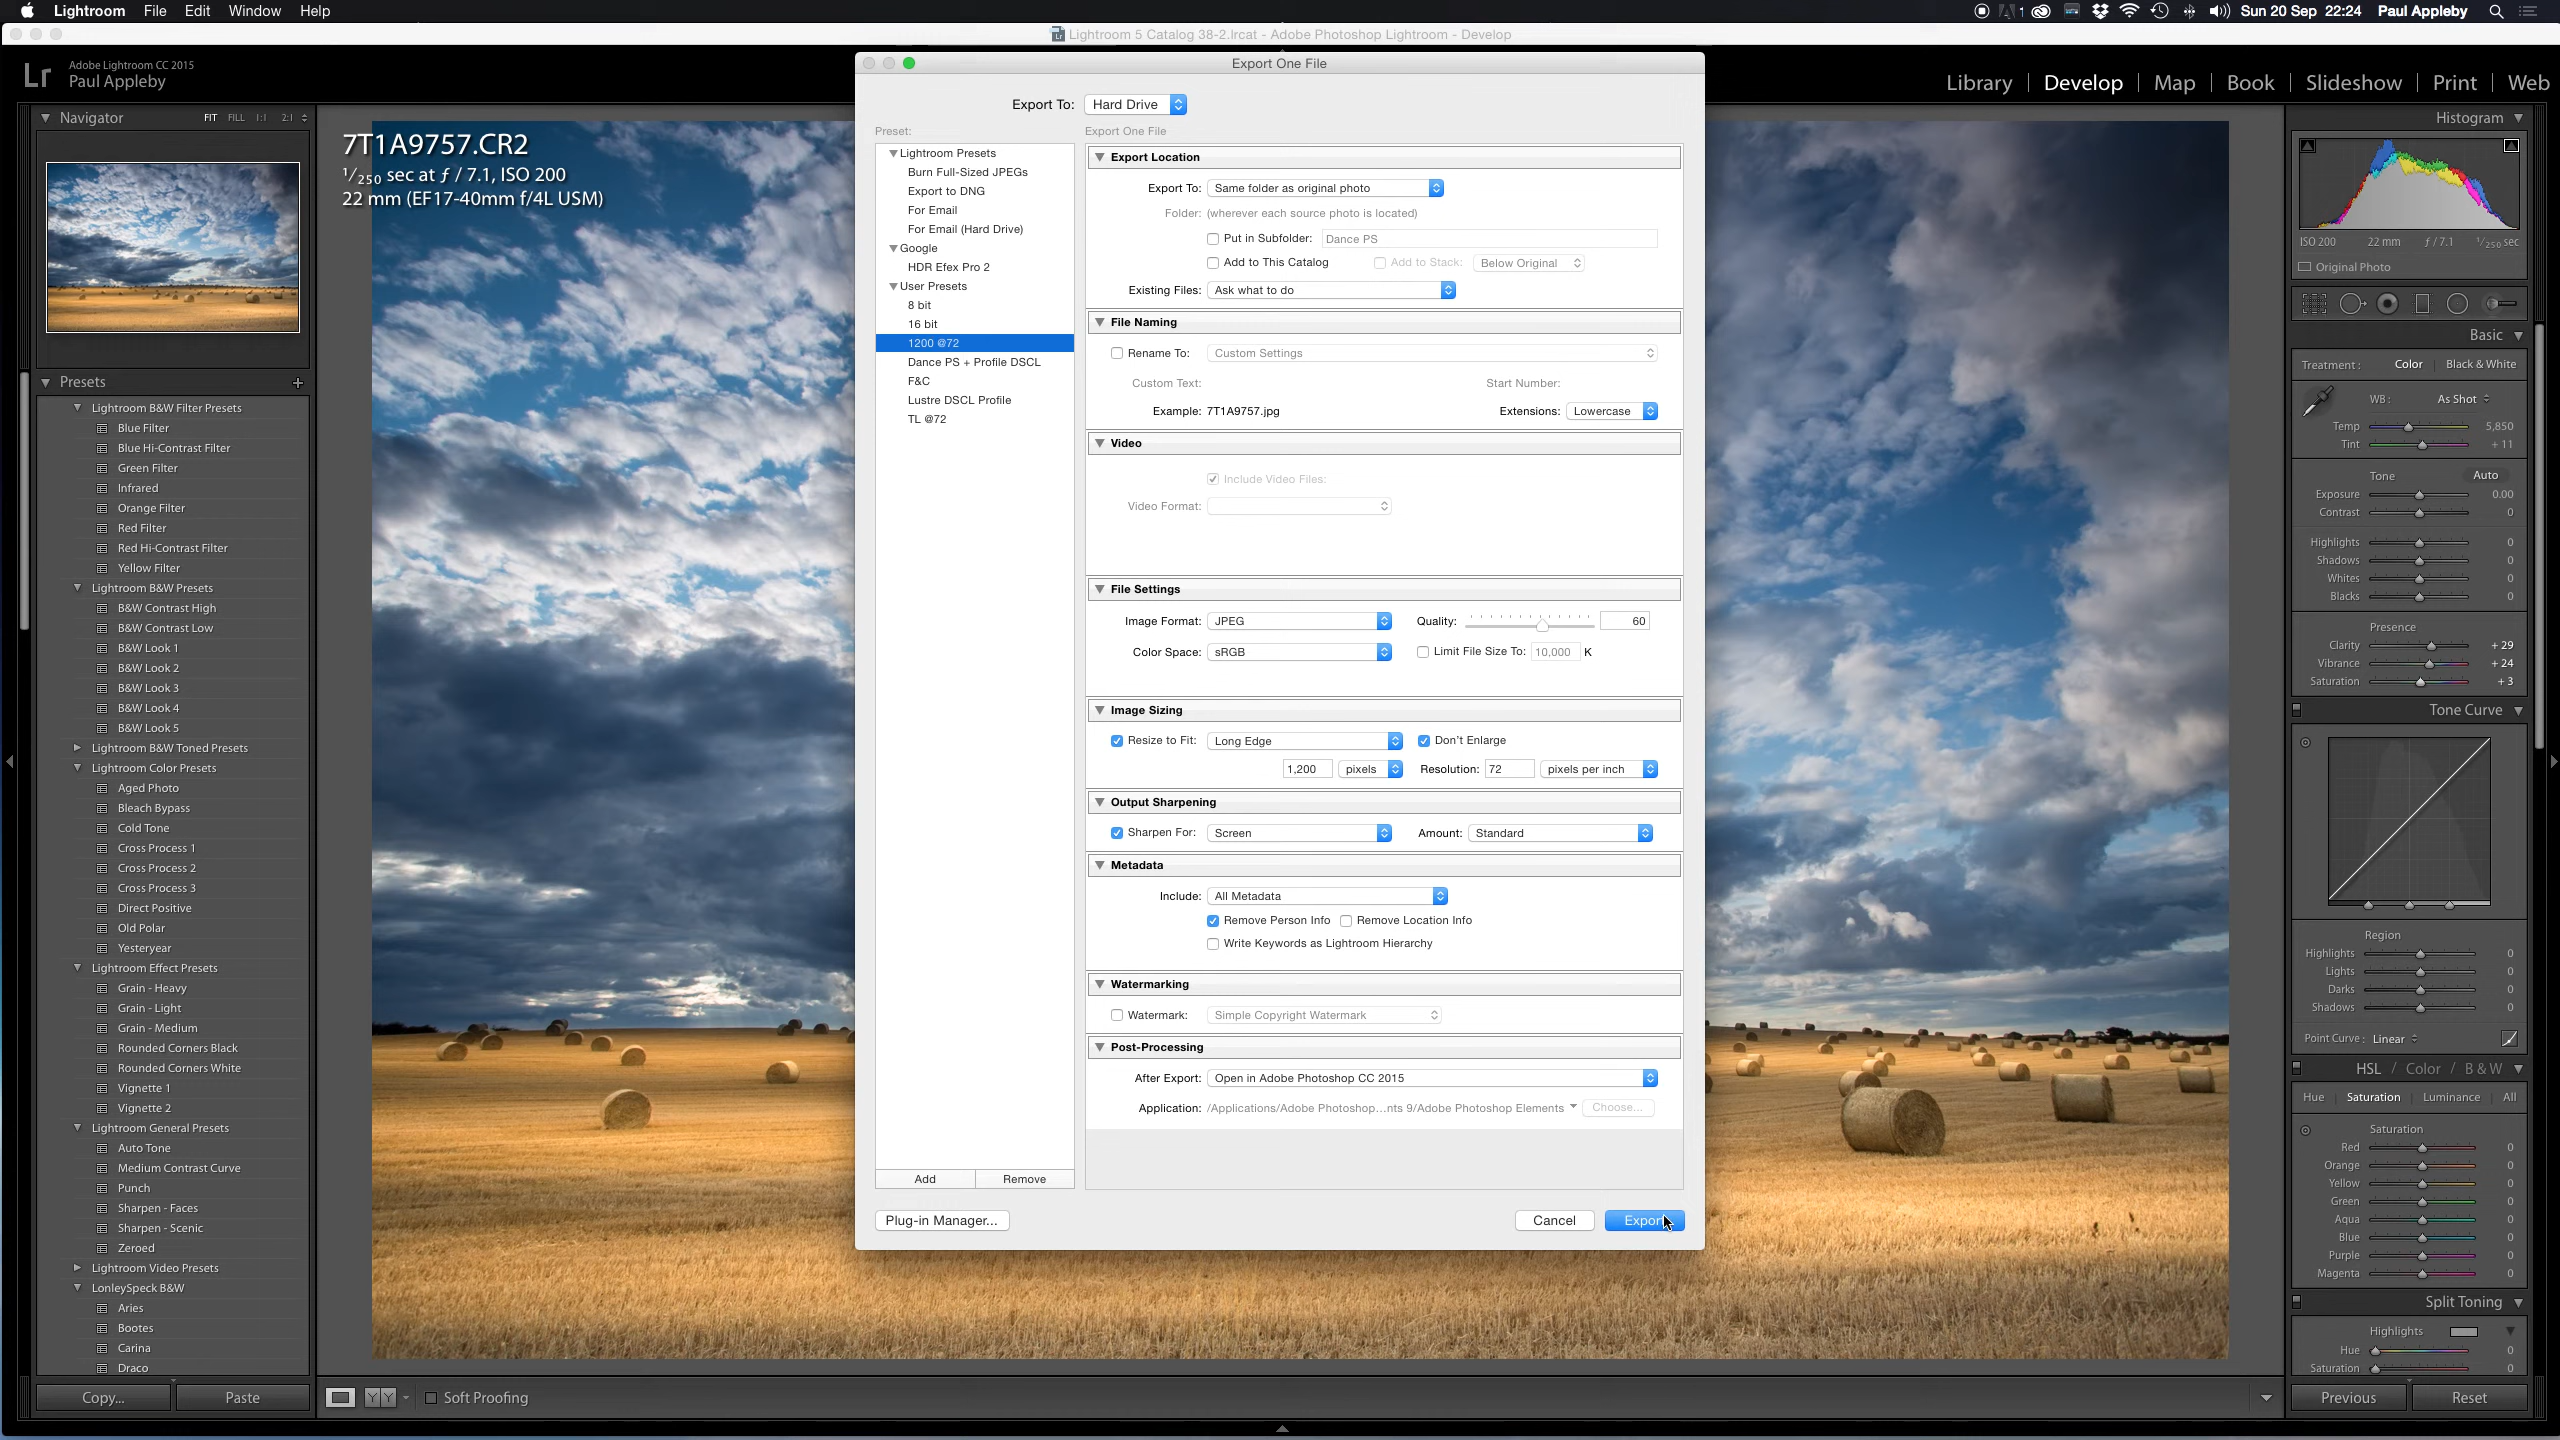 Lightroom File Edit Window Help
1 Sun 20 Sep 22:24 Paul Appleby
Lightroom 5 Catalog 38-2.lrcat - Adobe Photoshop Lightroom - Develop
Lr Adobe Lightroom CC 2015
Paul Appleby
Library | Develop | Map | Book | Slideshow | Print | Web
Navigator FIT FILL 1:1 2:1
7T1A9757.CR2
1/250 sec at ƒ / 7.1, ISO 200
22 mm (EF17-40mm f/4L USM)
Presets +
Lightroom B&W Filter Presets
Blue Filter
Blue Hi-Contrast Filter
Green Filter
Infrared
Orange Filter
Red Filter
Red Hi-Contrast Filter
Yellow Filter
Lightroom B&W Presets
B&W Contrast High
B&W Contrast Low
B&W Look 1
B&W Look 2
B&W Look 3
B&W Look 4
B&W Look 5
Lightroom B&W Toned Presets
Lightroom Color Presets
Aged Photo
Bleach Bypass
Cold Tone
Cross Process 1
Cross Process 2
Cross Process 3
Direct Positive
Old Polar
Yesteryear
Lightroom Effect Presets
Grain - Heavy
Grain - Light
Grain - Medium
Rounded Corners Black
Rounded Corners White
Vignette 1
Vignette 2
Lightroom General Presets
Auto Tone
Medium Contrast Curve
Punch
Sharpen - Faces
Sharpen - Scenic
Zeroed
Lightroom Video Presets
LonleySpeck B&W
Aries
Bootes
Carina
Draco
Copy... Paste
Soft Proofing
Export One File
Export To: Hard Drive
Preset:
Lightroom Presets
Burn Full-Sized JPEGs
Export to DNG
For Email
For Email (Hard Drive)
Google
HDR Efex Pro 2
User Presets
8 bit
16 bit
1200 @72
Dance PS + Profile DSCL
F&C
Lustre DSCL Profile
TL @72
Add Remove
Plug-in Manager...
Export One File
Export Location
Export To: Same folder as original photo
Folder: (wherever each source photo is located)
Put in Subfolder: Dance PS
Add to This Catalog Add to Stack: Below Original
Existing Files: Ask what to do
File Naming
Rename To: Custom Settings
Custom Text: Start Number:
Example: 7T1A9757.jpg Extensions: Lowercase
Video
Include Video Files:
Video Format:
File Settings
Image Format: JPEG Quality: 60
Color Space: sRGB Limit File Size To: 10,000 K
Image Sizing
Resize to Fit: Long Edge Don't Enlarge
1,200 pixels Resolution: 72 pixels per inch
Output Sharpening
Sharpen For: Screen Amount: Standard
Metadata
Include: All Metadata
Remove Person Info Remove Location Info
Write Keywords as Lightroom Hierarchy
Watermarking
Watermark: Simple Copyright Watermark
Post-Processing
After Export: Open in Adobe Photoshop CC 2015
Application: /Applications/Adobe Photoshop...nts 9/Adobe Photoshop Elements Choose...
Cancel Export
Histogram
ISO 200 22 mm ƒ / 7.1 1/250 sec
Original Photo
Basic
Treatment : Color Black & White
WB : As Shot
Temp 5,850
Tint + 11
Tone Auto
Exposure 0.00
Contrast 0
Highlights 0
Shadows 0
Whites 0
Blacks 0
Presence
Clarity + 29
Vibrance + 24
Saturation + 3
Tone Curve
Region
Highlights 0
Lights 0
Darks 0
Shadows 0
Point Curve : Linear
HSL / Color / B & W
Hue Saturation Luminance All
Saturation
Red 0
Orange 0
Yellow 0
Green 0
Aqua 0
Blue 0
Purple 0
Magenta 0
Split Toning
Highlights
Hue 0
Saturation 0
Previous Reset